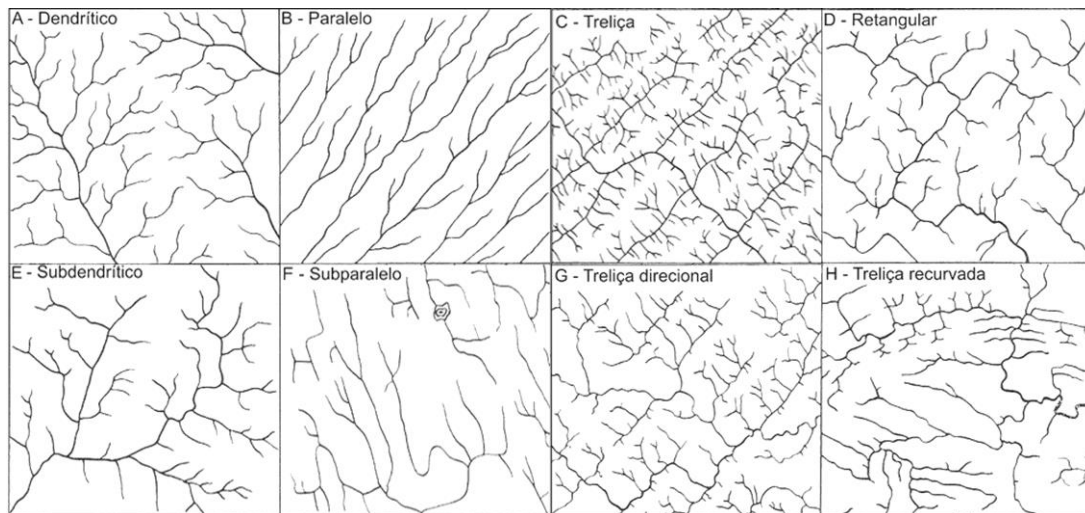 A - Dendrítico
B - Paralelo
C - Treliça
D - Retangular
E - Subdendrítico
F - Subparalelo
G - Treliça direcional
H - Treliça recurvada